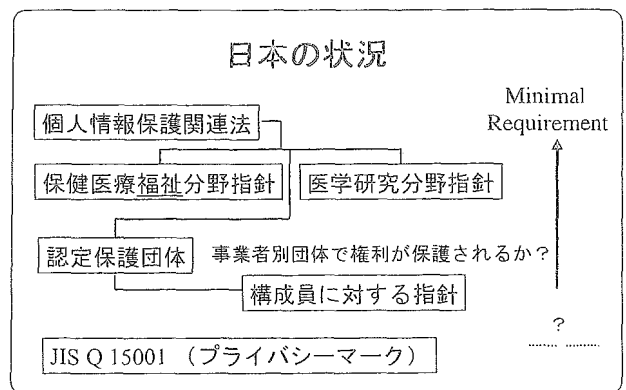 日本の状況
Minimal
Requirement
個人情報保護関連法
保健医療福祉分野指針
医学研究分野指針
認定保護団体
事業者別団体で権利が保護されるか？
構成員に対する指針
?
JIS Q 15001 （プライバシーマーク）